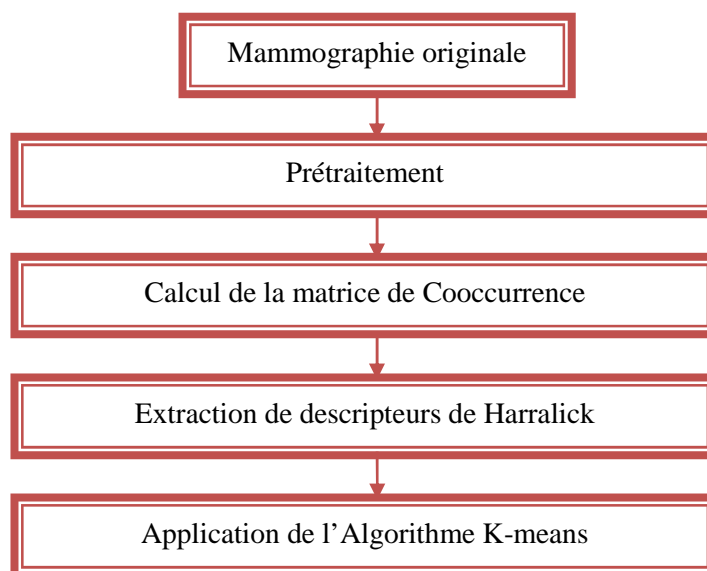 Mammographie originale
Prétraitement
Calcul de la matrice de Cooccurrence
Extraction de descripteurs de Harralick
Application de l’Algorithme K-means